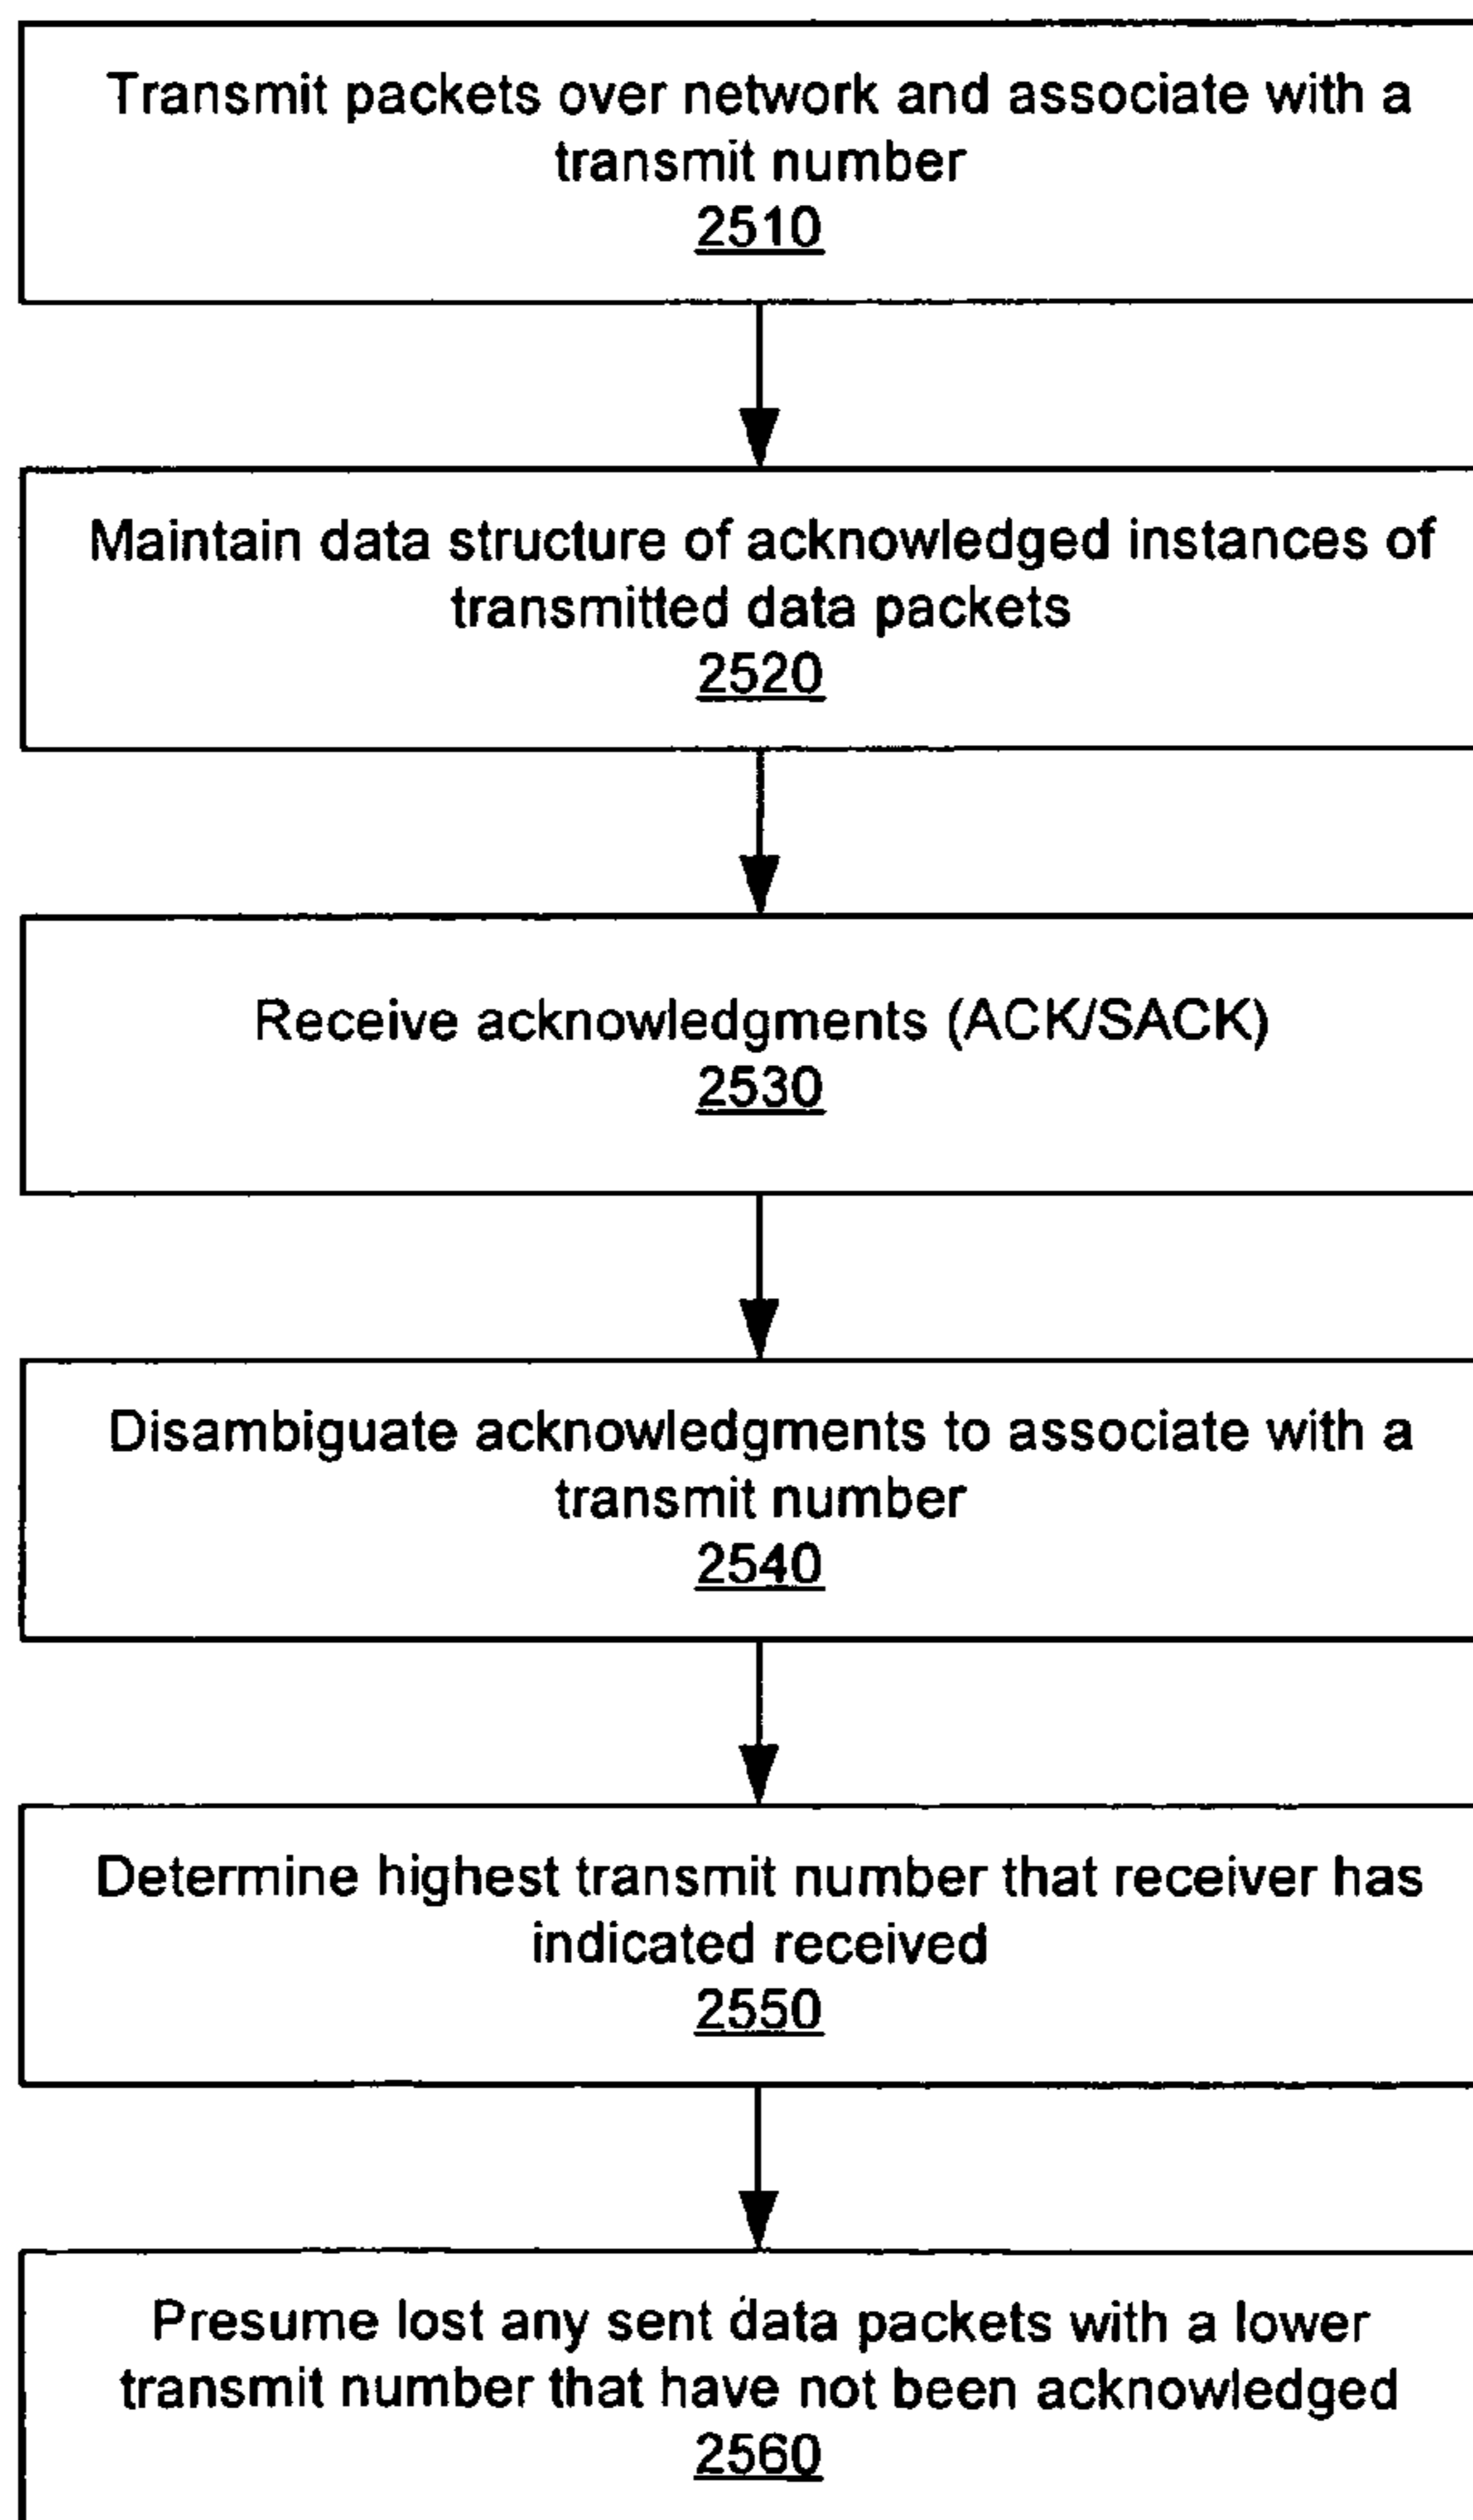 Transmit packets over network and associate with a
transmit number
2510
Maintain data structure of acknowledged instances of
transmitted data packets
2520
Receive acknowledgments (ACK/SACK)
2530
Disambiguate acknowledgments to associate with a
transmit number
2540
Determine highest transmit number that receiver has
indicated received
2550
Presume lost any sent data packets with a lower
transmit number that have not been acknowledged
2560